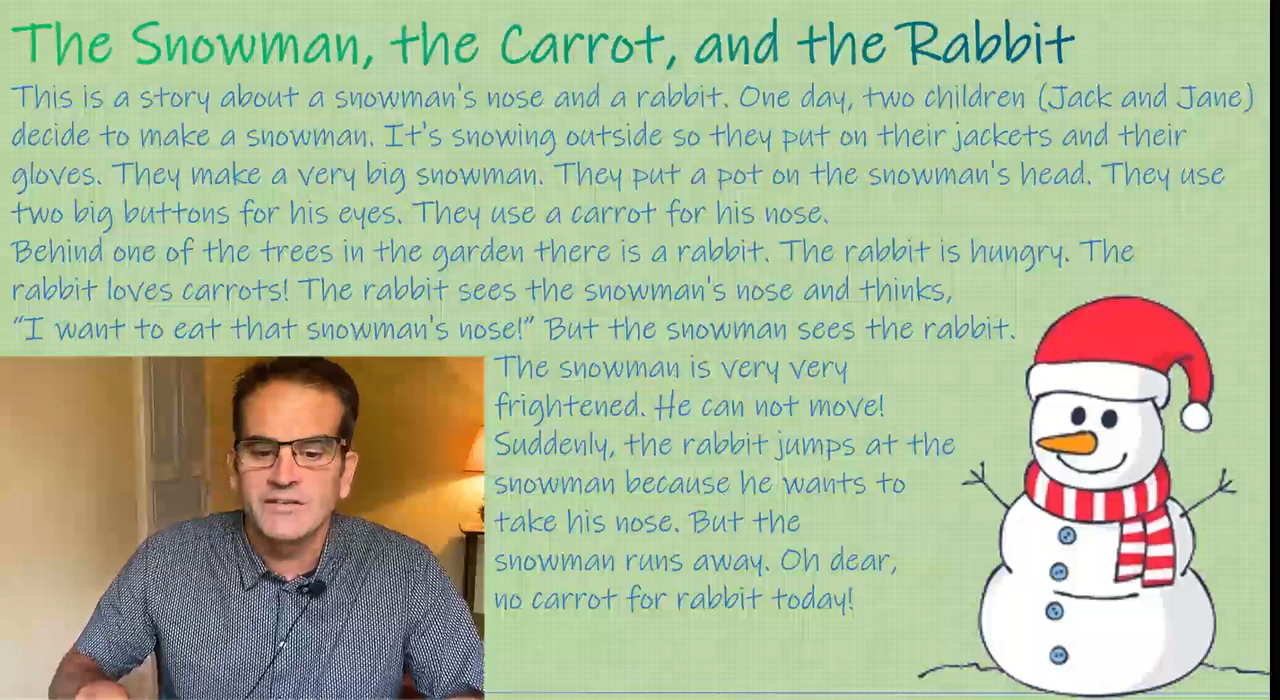 The Snowman, the Carrot, and the Rabbit
This is a story about a snowman's nose and a rabbit. One day, two children (Jack and Jane)
decide to make a snowman. It's snowing outside so they put on their jackets and their
gloves. They make a very big snowman. They put a pot on the snowman's head. They use
two big buttons for his eyes. They use a carrot for his nose.
Behind one of the trees in the garden there is a rabbit. The rabbit is hungry. The
rabbit loves carrots! The rabbit sees the snowman's nose and thinks,
“I want to eat that snowman's nose!” But the snowman sees the rabbit.
The snowman is very very
frightened. He can not move!
Suddenly, the rabbit jumps at the
snowman because he wants to
take his nose. But the
snowman runs away. Oh dear,
no carrot for rabbit today!